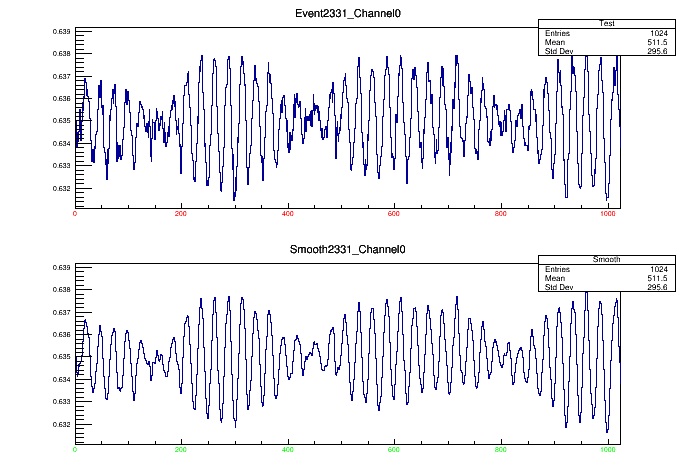 Event2331_Channel0
Test
Entries 1024
Mean 511.5
Std Dev 295.6
0.639
0.638
0.637
0.636
0.635
0.634
0.633
0.632
0 200 400 600 800 1000
Smooth2331_Channel0
Smooth
Entries 1024
Mean 511.5
Std Dev 295.6
0.639
0.638
0.637
0.636
0.635
0.634
0.633
0.632
0 200 400 600 800 1000